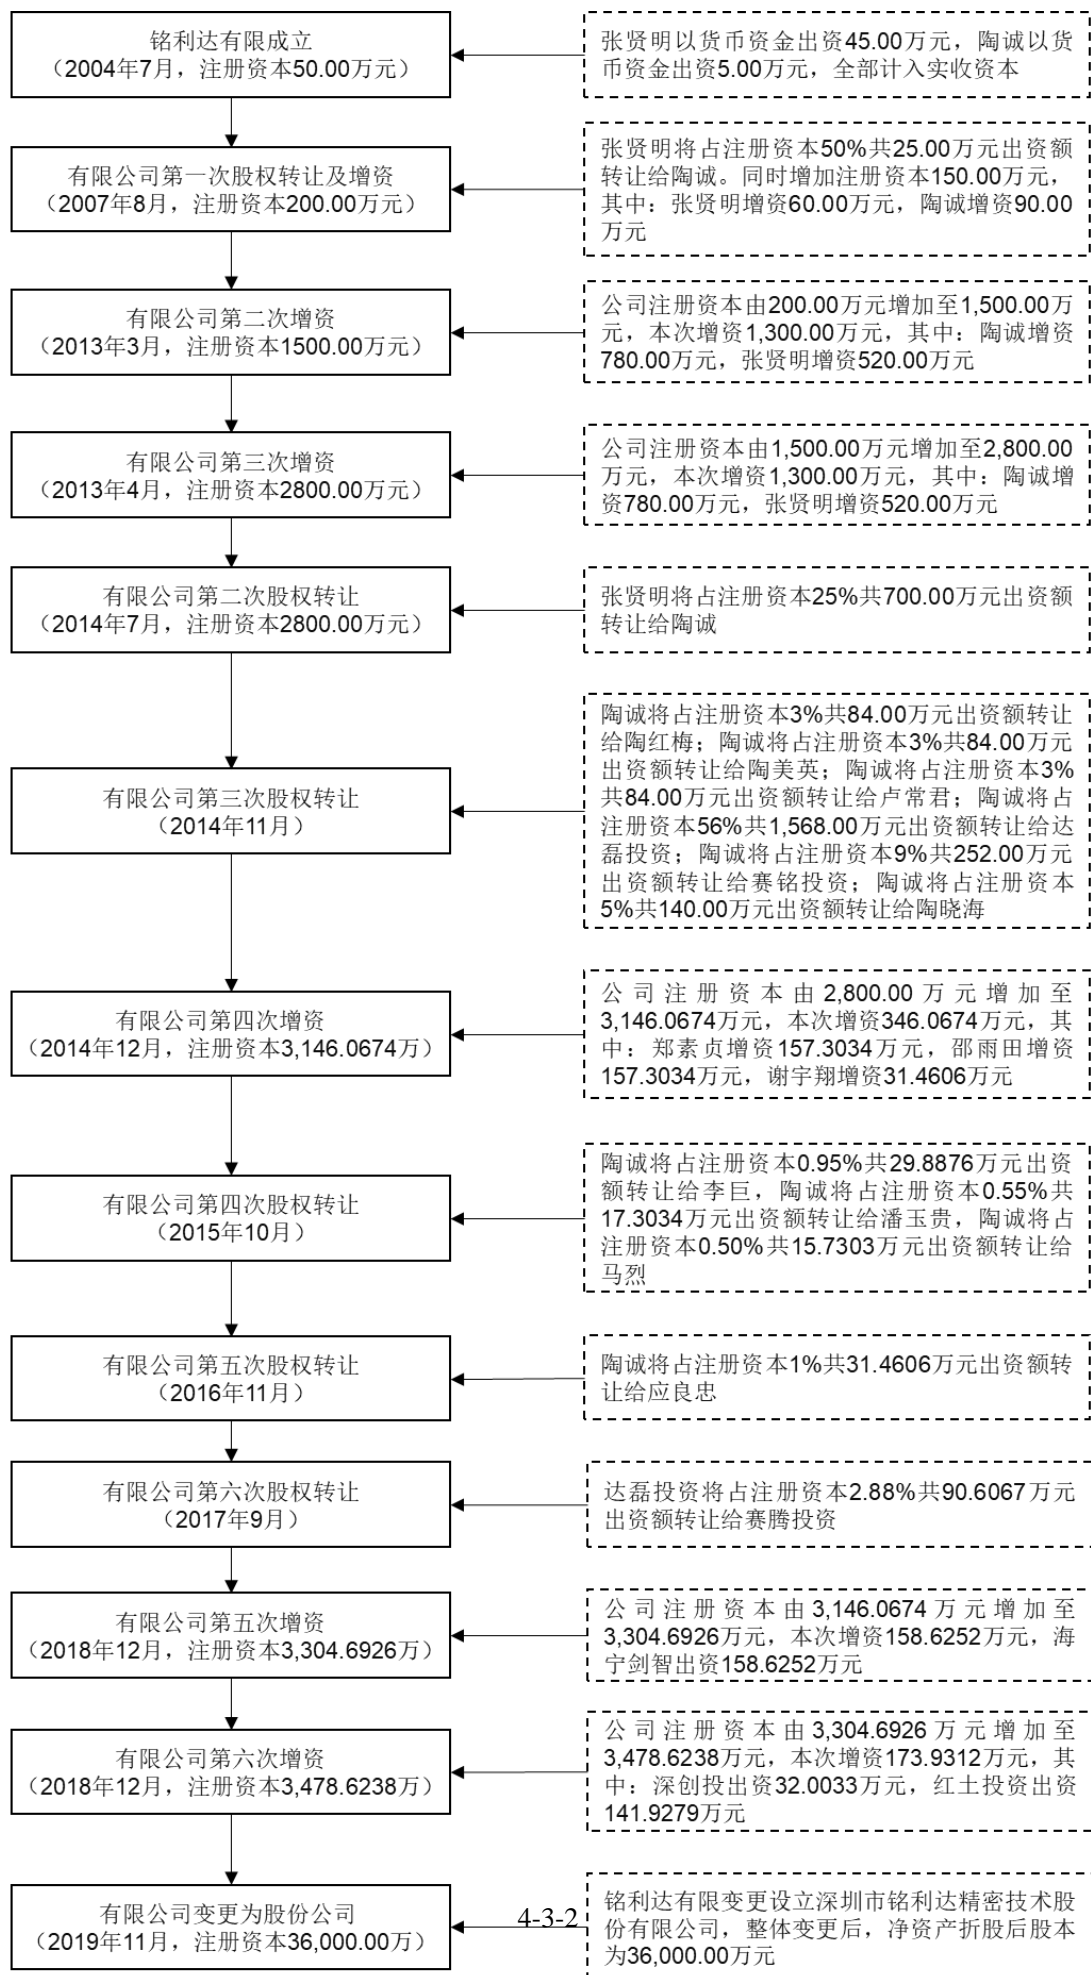 铭利达有限成立
（2004年7月，注册资本50.00万元）
张贤明以货币资金出资45.00万元，陶诚以货
币资金出资5.00万元，全部计入实收资本
有限公司第一次股权转让及增资
（2007年8月，注册资本200.00万元）
张贤明将占注册资本50%共25.00万元出资额
转让给陶诚。同时增加注册资本150.00万元，
其中：张贤明增资60.00万元，陶诚增资90.00
万元
有限公司第二次增资
（2013年3月，注册资本1500.00万元）
公司注册资本由200.00万元增加至1,500.00万
元，本次增资1,300.00万元，其中：陶诚增资
780.00万元，张贤明增资520.00万元
有限公司第三次增资
（2013年4月，注册资本2800.00万元）
公司注册资本由1,500.00万元增加至2,800.00
万元，本次增资1,300.00万元，其中：陶诚增
资780.00万元，张贤明增资520.00万元
有限公司第二次股权转让
（2014年7月，注册资本2800.00万元）
张贤明将占注册资本25%共700.00万元出资额
转让给陶诚
有限公司第三次股权转让
（2014年11月）
陶诚将占注册资本3%共84.00万元出资额转让
给陶红梅；陶诚将占注册资本3%共84.00万元
出资额转让给陶美英；陶诚将占注册资本3%
共84.00万元出资额转让给卢常君；陶诚将占
注册资本56%共1,568.00万元出资额转让给达
磊投资；陶诚将占注册资本9%共252.00万元
出资额转让给赛铭投资；陶诚将占注册资本
5%共140.00万元出资额转让给陶晓海
有限公司第四次增资
（2014年12月，注册资本3,146.0674万）
公司注册资本由2,800.00万元增加至
3,146.0674万元，本次增资346.0674万元，其
中：郑素贞增资157.3034万元，邵雨田增资
157.3034万元，谢宇翔增资31.4606万元
有限公司第四次股权转让
（2015年10月）
陶诚将占注册资本0.95%共29.8876万元出资
额转让给李巨，陶诚将占注册资本0.55%共
17.3034万元出资额转让给潘玉贵，陶诚将占
注册资本0.50%共15.7303万元出资额转让给
马烈
有限公司第五次股权转让
（2016年11月）
陶诚将占注册资本1%共31.4606万元出资额转
让给应良忠
有限公司第六次股权转让
（2017年9月）
达磊投资将占注册资本2.88%共90.6067万元
出资额转让给赛腾投资
有限公司第五次增资
（2018年12月，注册资本3,304.6926万）
公司注册资本由3,146.0674万元增加至
3,304.6926万元，本次增资158.6252万元，海
宁剑智出资158.6252万元
有限公司第六次增资
（2018年12月，注册资本3,478.6238万）
公司注册资本由3,304.6926万元增加至
3,478.6238万元，本次增资173.9312万元，其
中：深创投出资32.0033万元，红土投资出资
141.9279万元
有限公司变更为股份公司
（2019年11月，注册资本36,000.00万）
4-3-2
铭利达有限变更设立深圳市铭利达精密技术股
份有限公司，整体变更后，净资产折股后股本
为36,000.00万元